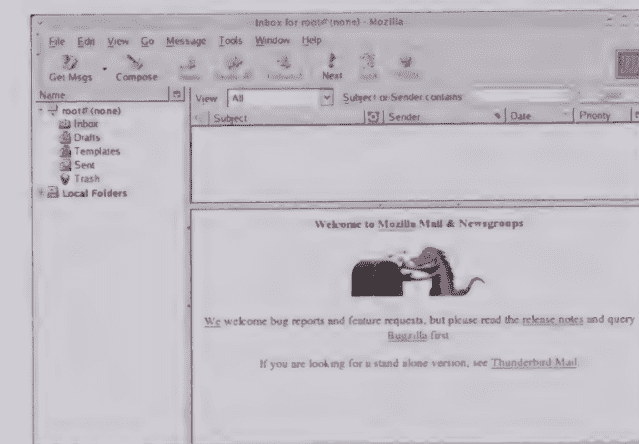 Inbox for root@(none) - Mozilla
File Edit View Go Message Tools Window Help
Get Msgs Compose Next
Name
View All Subject or Sender contains
root@(none)
Subject Sender Date Priority
Inbox
Drafts
Templates
Sent
Trash
Local Folders
Welcome to Mozilla Mail & Newsgroups
We welcome bug reports and feature requests, but please read the release notes and query
Bugzilla first
If you are looking for a stand alone version, see Thunderbird Mail.